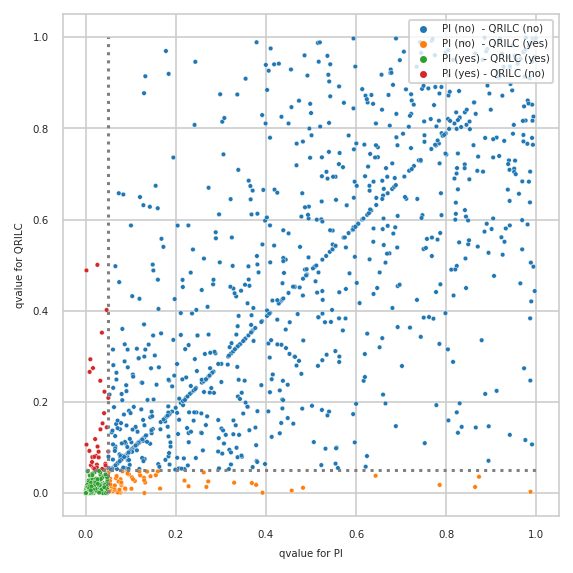 PI (no)  - QRILC (no)
PI (no)  - QRILC (yes)
PI (yes) - QRILC (yes)
PI (yes) - QRILC (no)
1.0
0.8
0.6
0.4
0.2
0.0
qvalue for QRILC
0.0 0.2 0.4 0.6 0.8 1.0
qvalue for PI